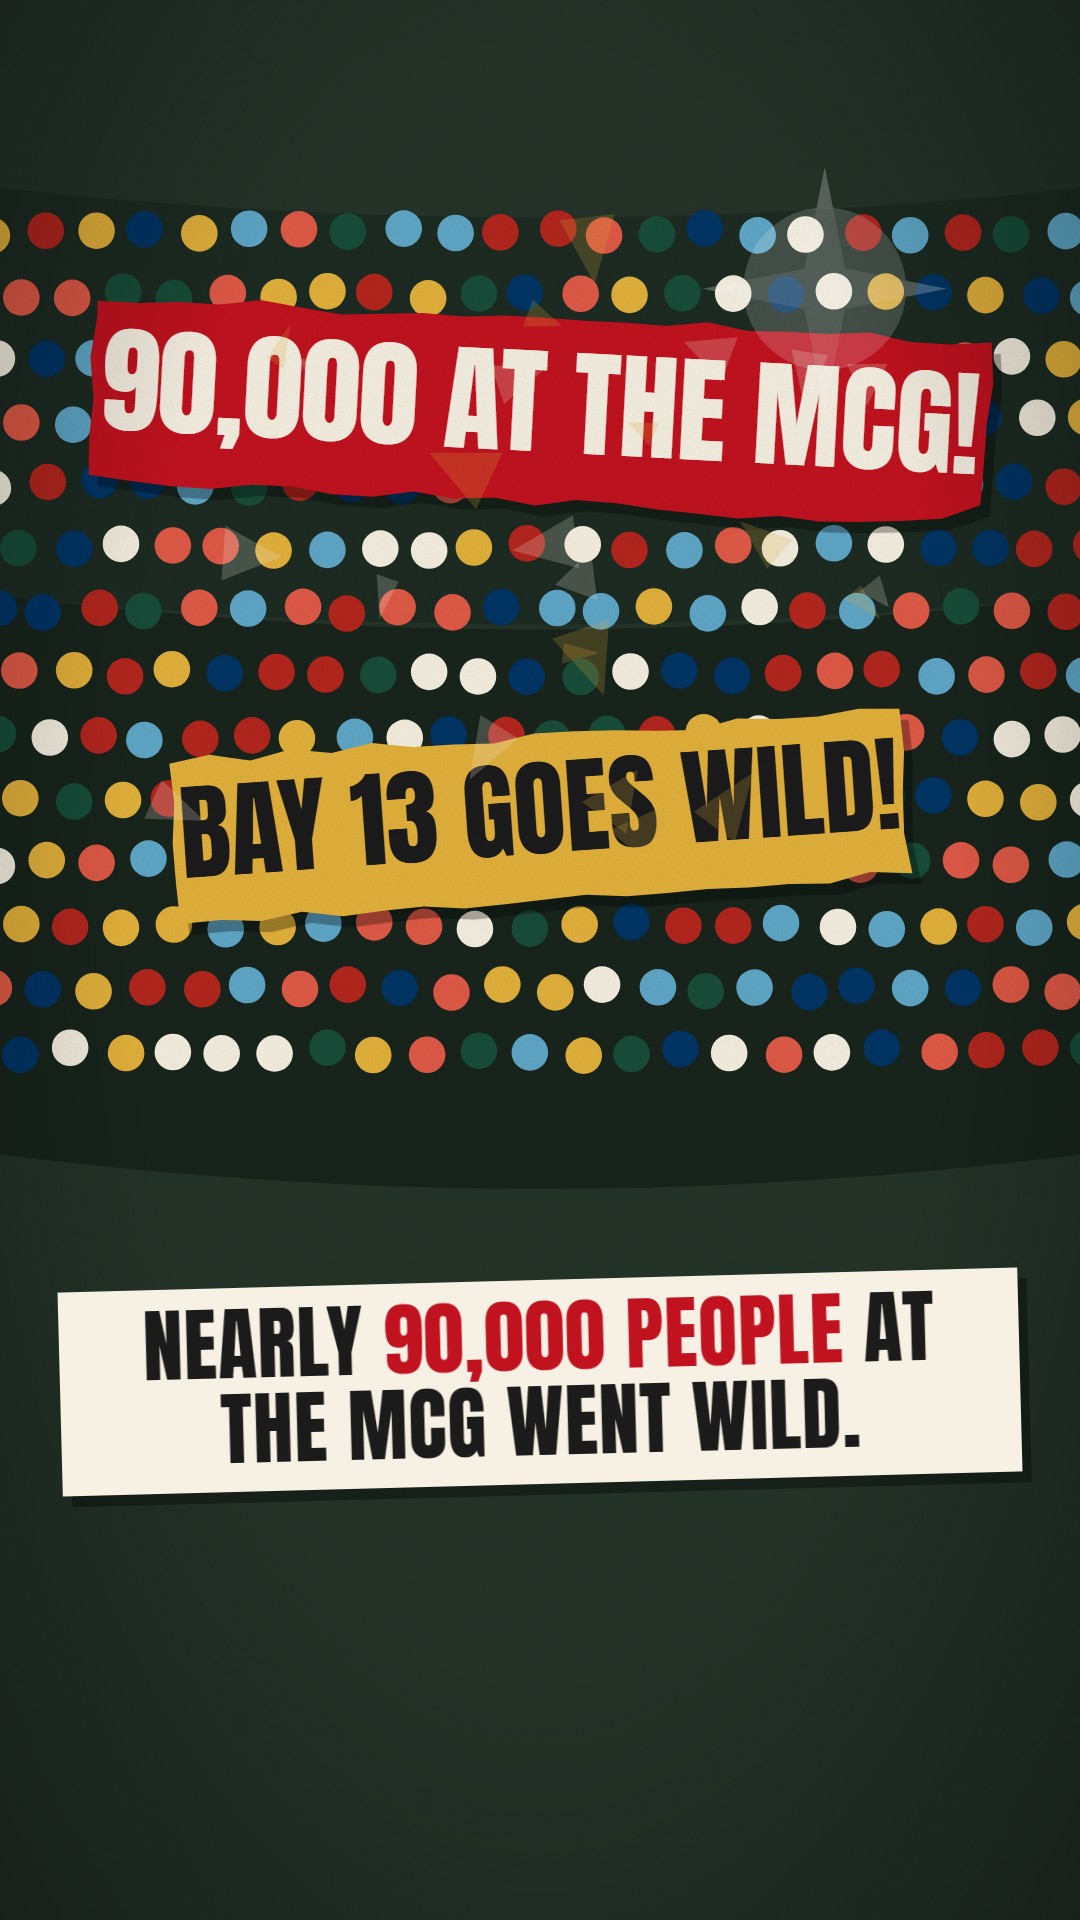 90,000 AT THE MCG!
BAY 13 GOES WILD!
NEARLY 90,000 PEOPLE AT
THE MCG WENT WILD.